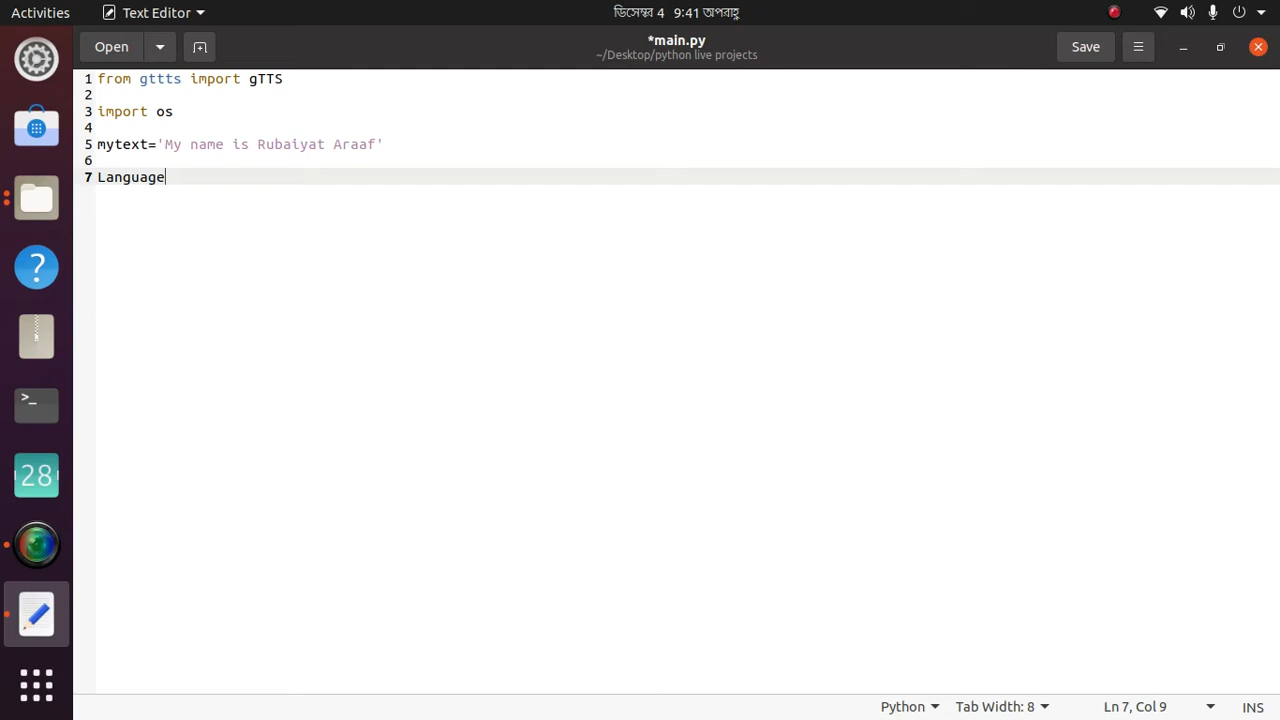 Activities
Text Editor
ডিসেম্বর 4 9:41 অপরাহ্ণ
Open
*main.py
~/Desktop/python live projects
Save
1 from gttts import gTTS
2
3 import os
4
5 mytext='My name is Rubaiyat Araaf'
6
7 Language
>_
28
Python
Tab Width: 8
Ln 7, Col 9
INS